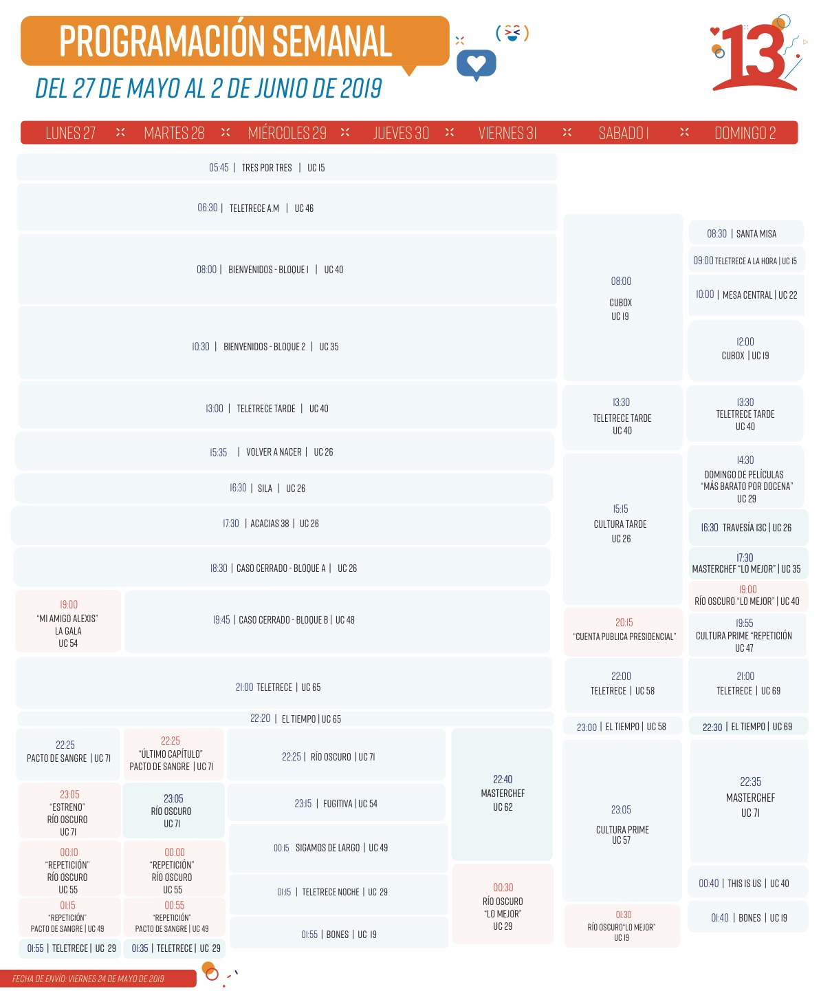 PROGRAMACIÓN SEMANAL
DEL 27 DE MAYO AL 2 DE JUNIO DE 2019
13
LUNES 27 MARTES 28 MIÉRCOLES 29 JUEVES 30 VIERNES 31 SABADO 1 DOMINGO 2
05:45 | TRES POR TRES | UC 15
06:30 | TELETRECE A.M | UC 46
08:00 | BIENVENIDOS - BLOQUE 1 | UC 40
10:30 | BIENVENIDOS - BLOQUE 2 | UC 35
13:00 | TELETRECE TARDE | UC 40
15:35 | VOLVER A NACER | UC 26
16:30 | SILA | UC 26
17:30 | ACACIAS 38 | UC 26
18:30 | CASO CERRADO - BLOQUE A | UC 26
19:00
“MI AMIGO ALEXIS”
LA GALA
UC 54
19:45 | CASO CERRADO - BLOQUE B | UC 48
21:00 TELETRECE | UC 65
22:20 | EL TIEMPO | UC 65
22:25
PACTO DE SANGRE | UC 71
23:05
“ESTRENO”
RÍO OSCURO
UC 71
00:10
“REPETICIÓN”
RÍO OSCURO
UC 55
01:15
“REPETICIÓN”
PACTO DE SANGRE | UC 49
01:55 | TELETRECE | UC 29
22:25
“ÚLTIMO CAPÍTULO”
PACTO DE SANGRE | UC 71
23:05
RÍO OSCURO
UC 71
00:00
“REPETICIÓN”
RÍO OSCURO
UC 55
00:55
“REPETICIÓN”
PACTO DE SANGRE | UC 49
01:35 | TELETRECE | UC 29
22:25 | RÍO OSCURO | UC 71
23:15 | FUGITIVA | UC 54
00:15 SIGAMOS DE LARGO | UC 49
01:15 | TELETRECE NOCHE | UC 29
01:55 | BONES | UC 19
22:40
MASTERCHEF
UC 62
00:30
RÍO OSCURO
“LO MEJOR”
UC 29
08:00
CUBOX
UC 19
13:30
TELETRECE TARDE
UC 40
15:15
CULTURA TARDE
UC 26
20:15
“CUENTA PUBLICA PRESIDENCIAL”
22:00
TELETRECE | UC 58
23:00 | EL TIEMPO | UC 58
23:05
CULTURA PRIME
UC 57
01:30
RÍO OSCURO“LO MEJOR”
UC 19
08:30 | SANTA MISA
09:00 TELETRECE A LA HORA | UC 15
10:00 | MESA CENTRAL | UC 22
12:00
CUBOX | UC 19
13:30
TELETRECE TARDE
UC 40
14:30
DOMINGO DE PELÍCULAS
“MÁS BARATO POR DOCENA”
UC 29
16:30 TRAVESÍA 13C | UC 26
17:30
MASTERCHEF “LO MEJOR” | UC 35
19:00
RÍO OSCURO “LO MEJOR” | UC 40
19:55
CULTURA PRIME “REPETICIÓN
UC 47
21:00
TELETRECE | UC 69
22:30 | EL TIEMPO | UC 69
22:35
MASTERCHEF
UC 71
00:40 | THIS IS US | UC 40
01:40 | BONES | UC 19
FECHA DE ENVÍO: VIERNES 24 DE MAYO DE 2019